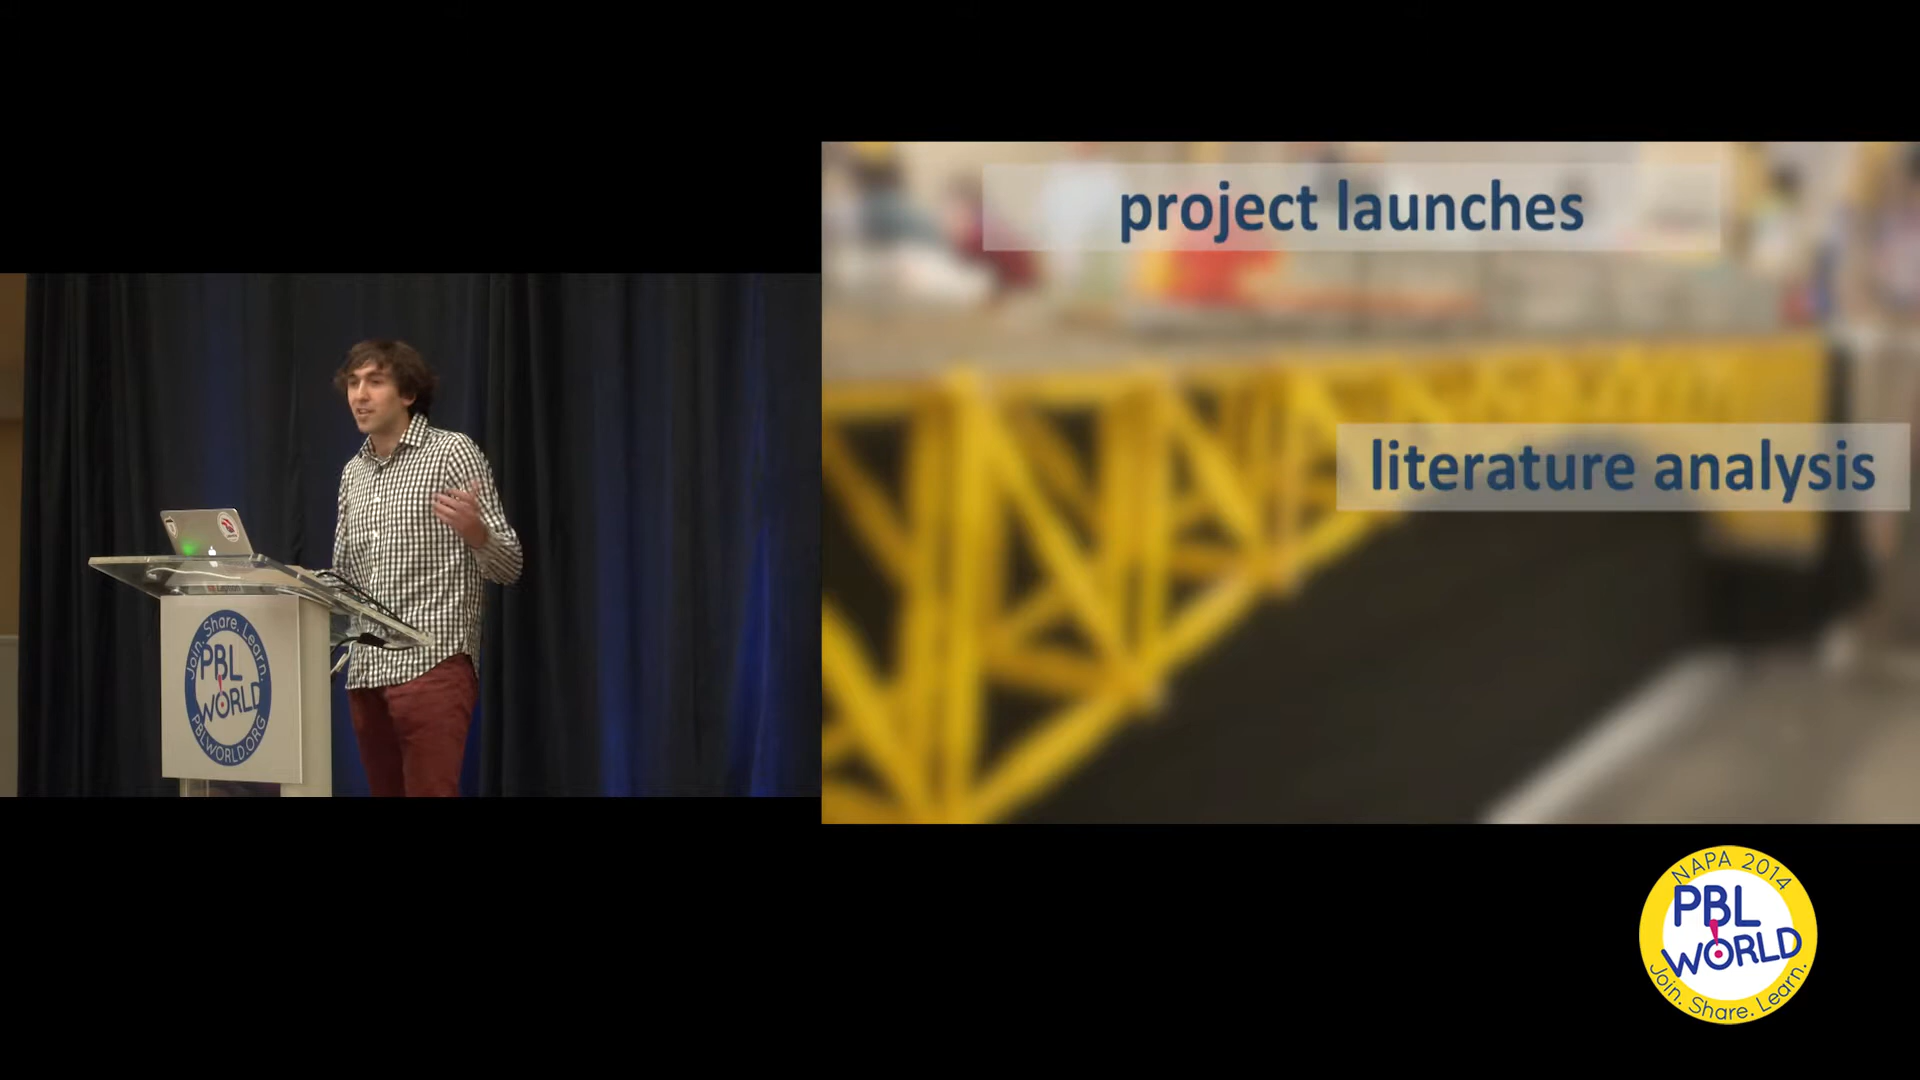 project launches
literature analysis
Join. Share. Learn.
PBL
WORLD
PBLWORLD.ORG
NAPA 2014
PBL
WORLD
Join. Share. Learn.